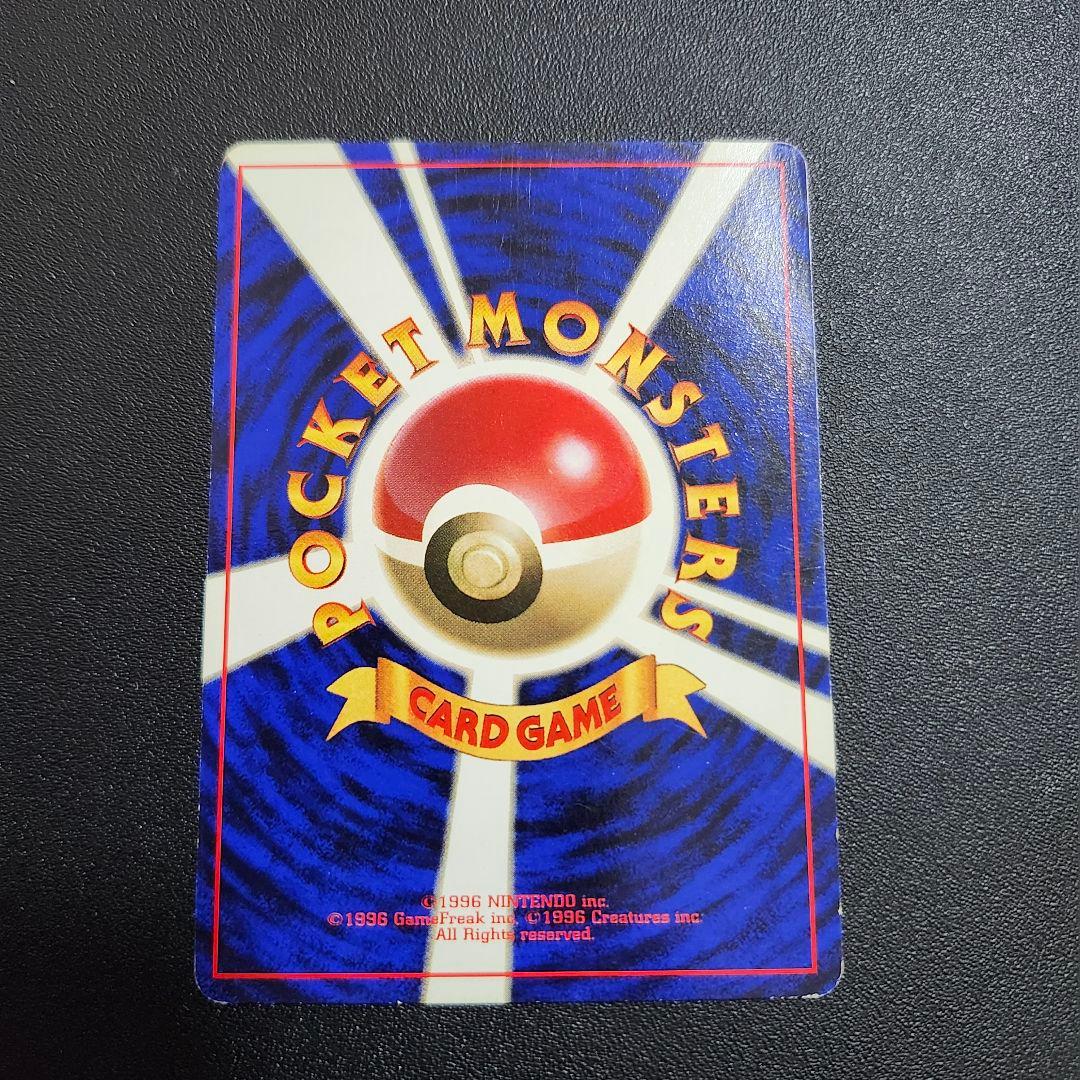 POCKET MONSTERS
CARD GAME
©1996 NINTENDO inc.
©1996 GameFreak inc. ©1996 Creatures inc.
All Rights reserved.